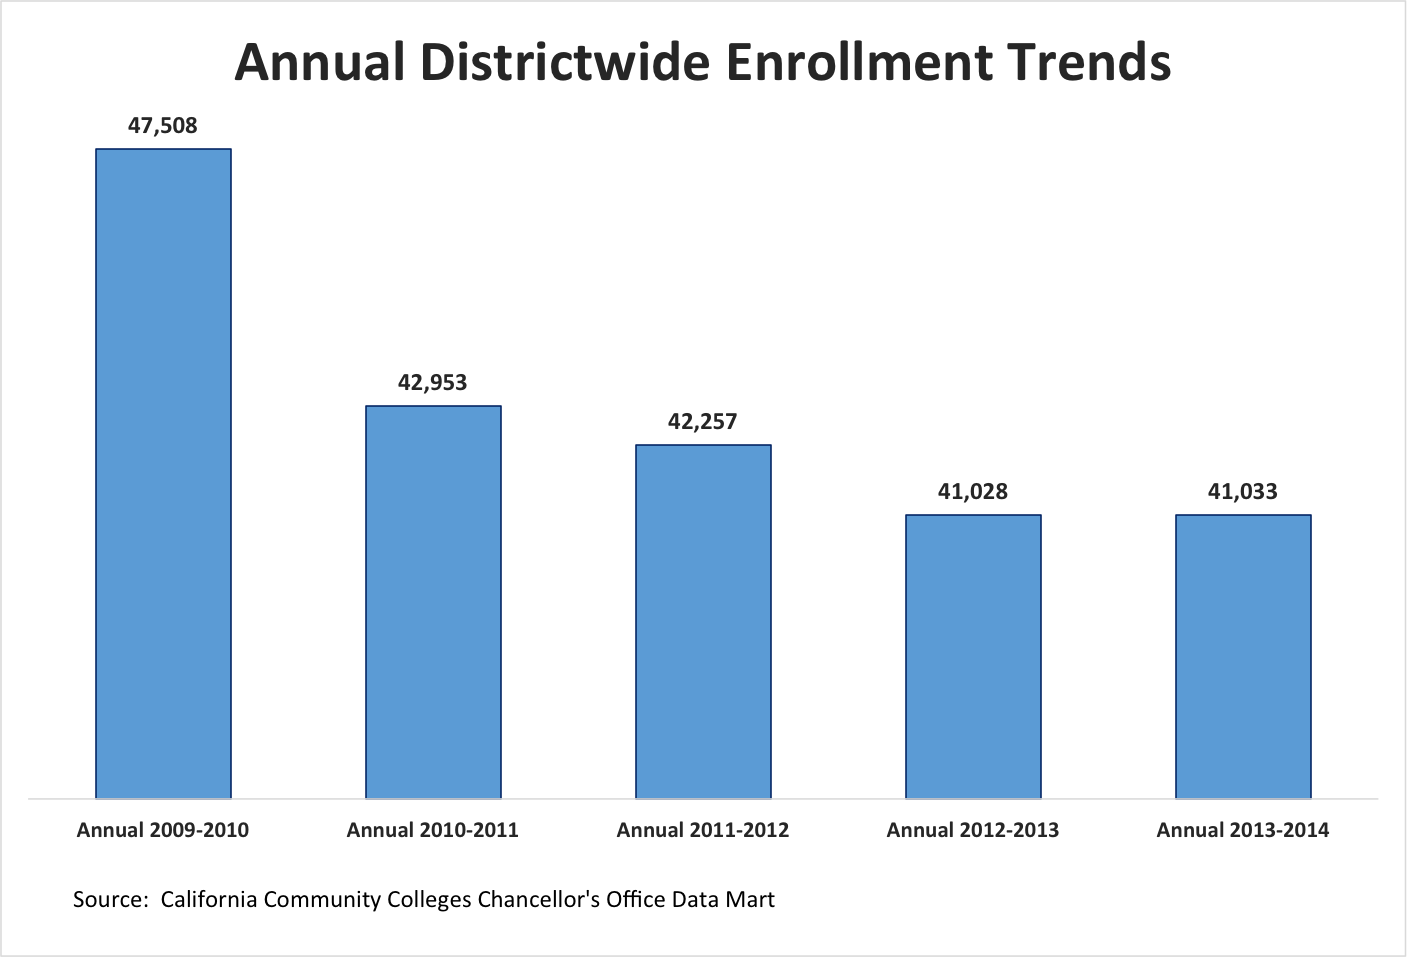 Annual Districtwide Enrollment Trends
47,508
42,953
42,257
41,028
41,033
Annual 2009-2010
Annual 2010-2011
Annual 2011-2012
Annual 2012-2013
Annual 2013-2014
Source:  California Community Colleges Chancellor's Office Data Mart